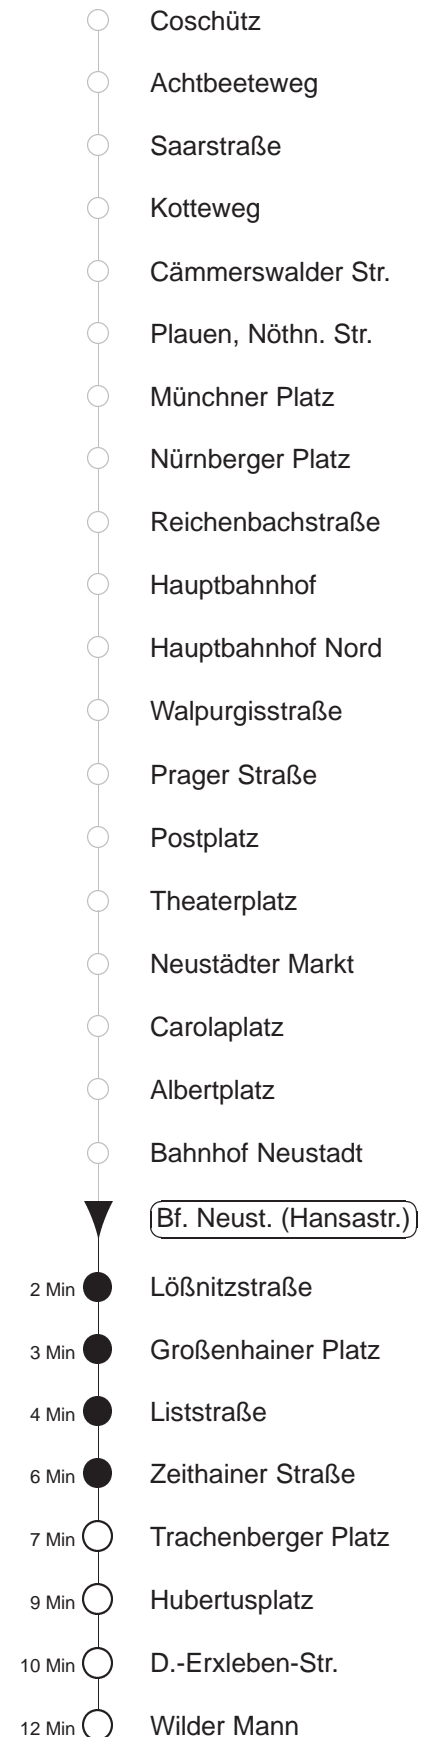 Coschütz
Achtbeeteweg
Saarstraße
Kotteweg
Cämmerswalder Str.
Plauen, Nöthn. Str.
Münchner Platz
Nürnberger Platz
Reichenbachstraße
Hauptbahnhof
Hauptbahnhof Nord
Walpurgisstraße
Prager Straße
Postplatz
Theaterplatz
Neustädter Markt
Carolaplatz
Albertplatz
Bahnhof Neustadt
Bf. Neust. (Hansastr.)
2 Min Lößnitzstraße
3 Min Großenhainer Platz
4 Min Liststraße
6 Min Zeithainer Straße
7 Min Trachenberger Platz
9 Min Hubertusplatz
10 Min D.-Erxleben-Str.
12 Min Wilder Mann